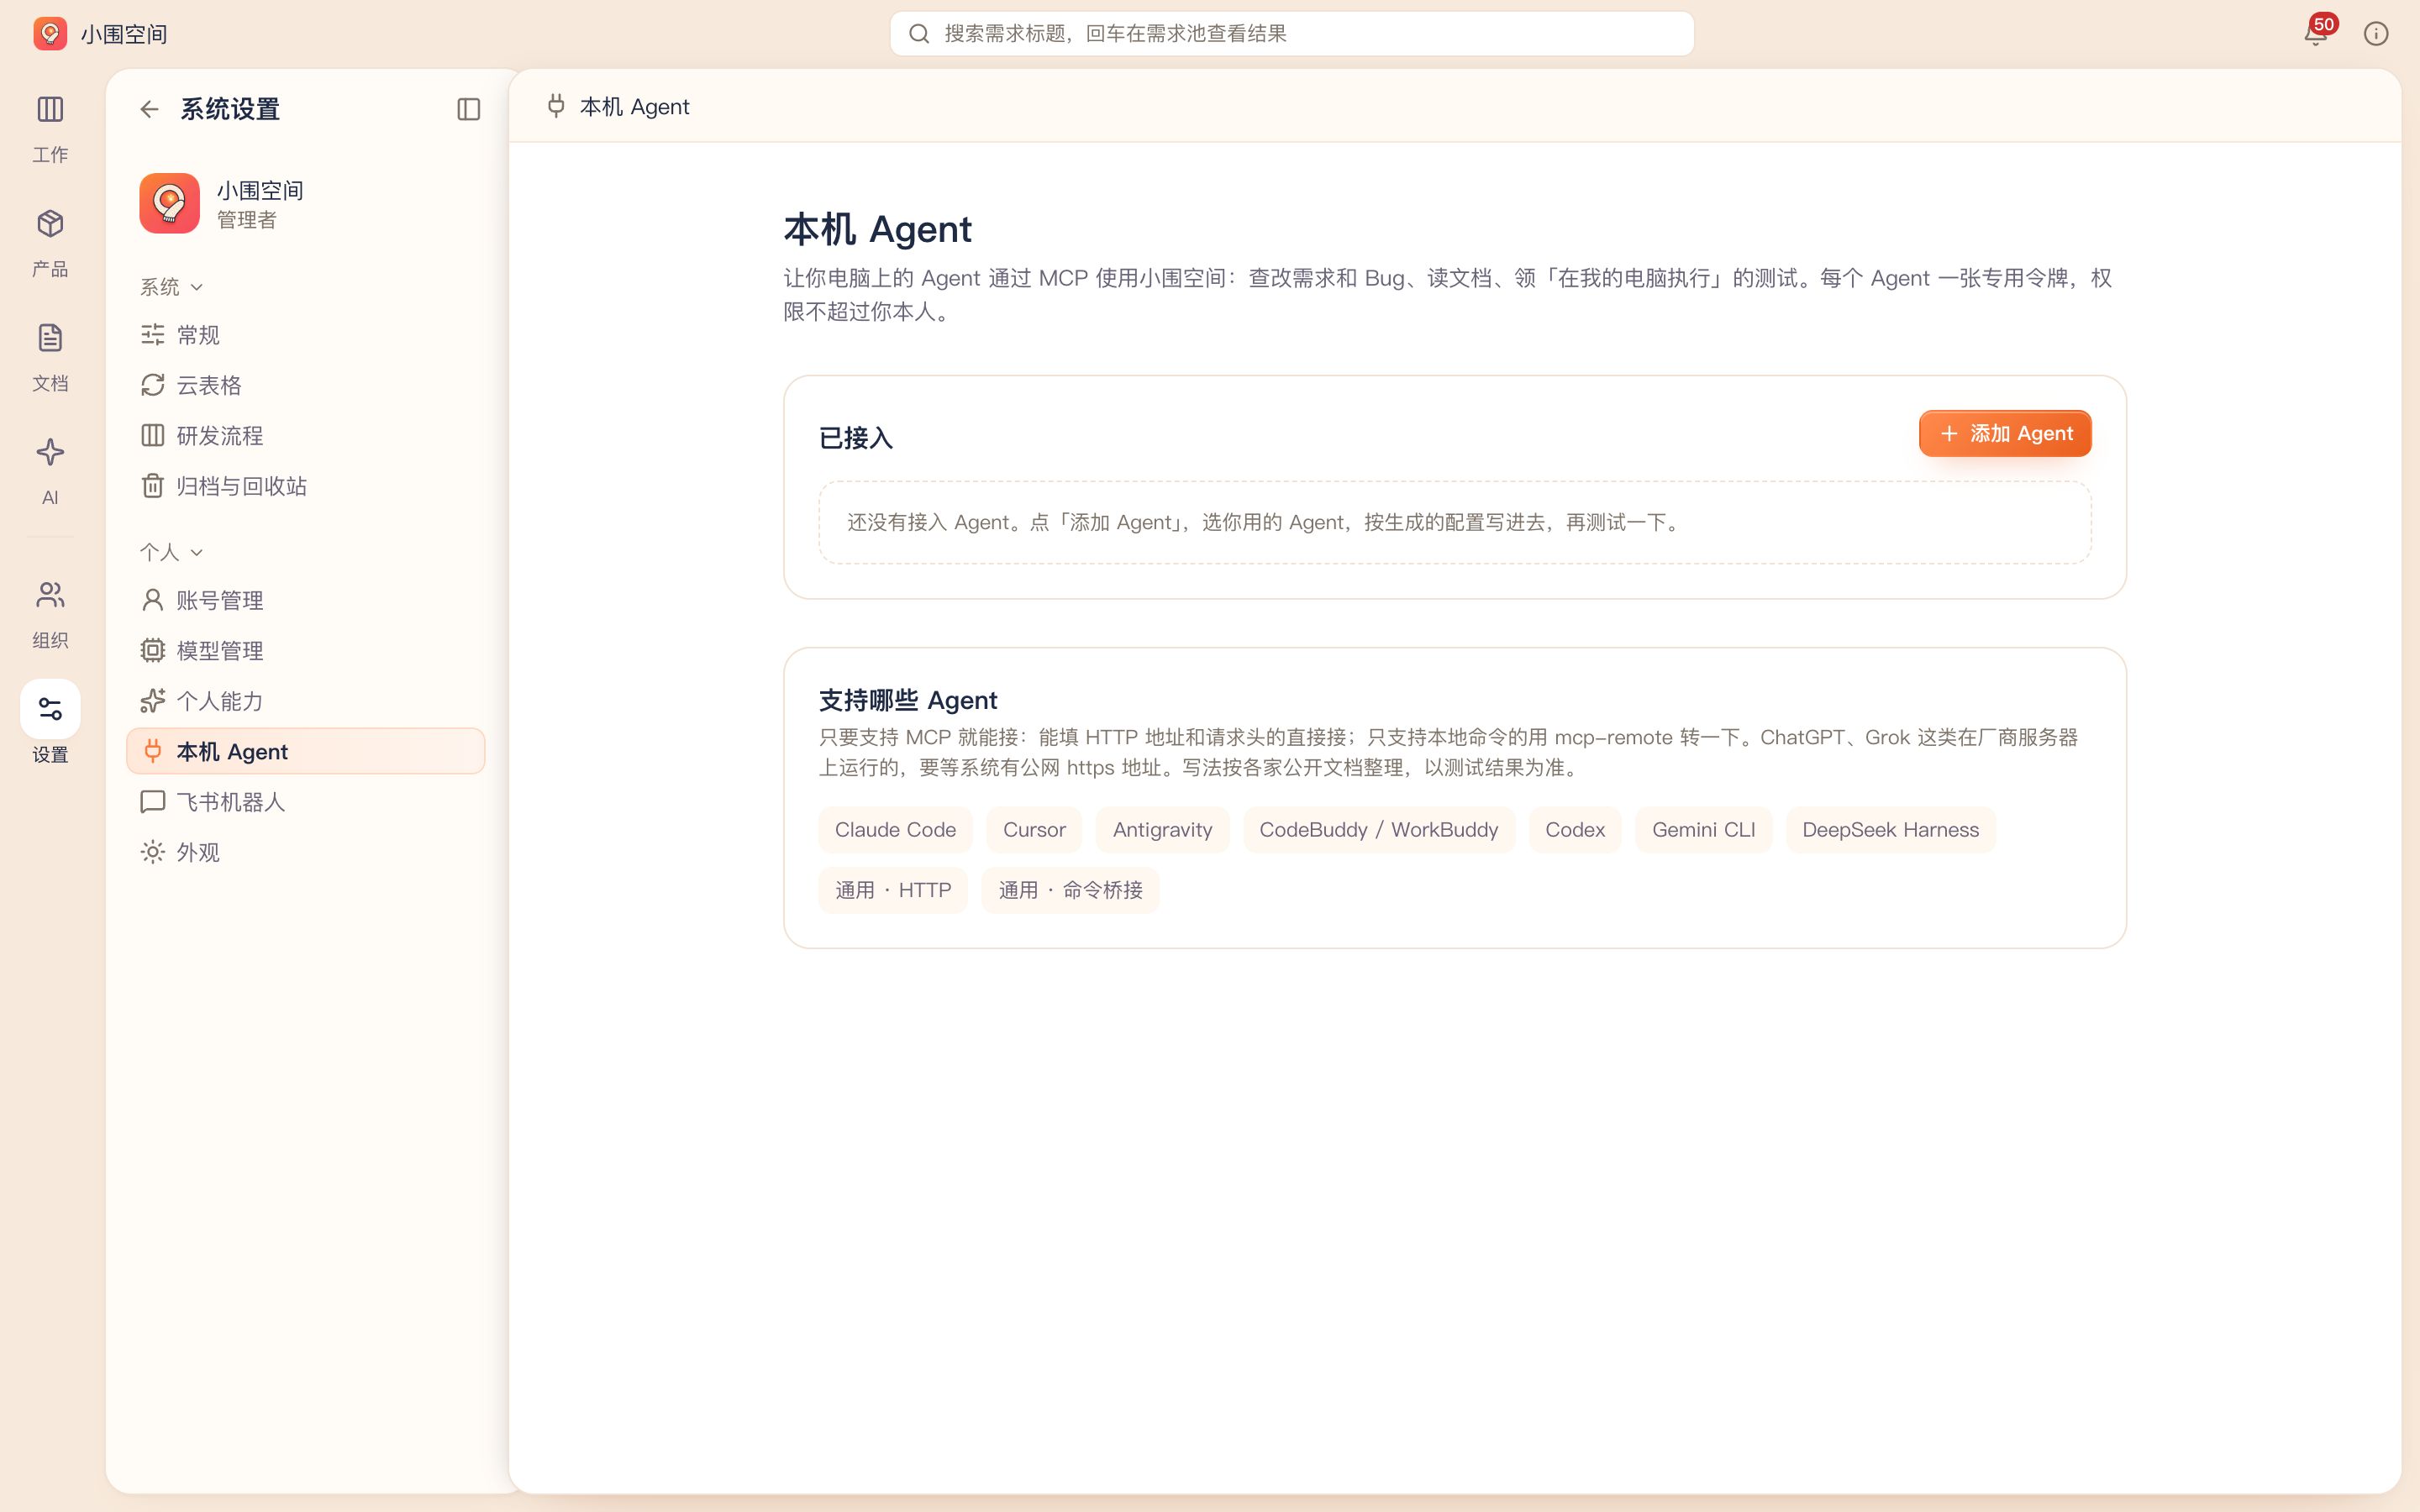 小围空间
搜索需求标题，回车在需求池查看结果
50
工作
产品
文档
AI
组织
设置
系统设置
小围空间
管理者
系统
常规
云表格
研发流程
归档与回收站
个人
账号管理
模型管理
个人能力
本机 Agent
飞书机器人
外观
本机 Agent
本机 Agent
让你电脑上的 Agent 通过 MCP 使用小围空间：查改需求和 Bug、读文档、领「在我的电脑执行」的测试。每个 Agent 一张专用令牌，权
限不超过你本人。
已接入
添加 Agent
还没有接入 Agent。点「添加 Agent」，选你用的 Agent，按生成的配置写进去，再测试一下。
支持哪些 Agent
只要支持 MCP 就能接：能填 HTTP 地址和请求头的直接接；只支持本地命令的用 mcp-remote 转一下。ChatGPT、Grok 这类在厂商服务器
上运行的，要等系统有公网 https 地址。写法按各家公开文档整理，以测试结果为准。
Claude Code
Cursor
Antigravity
CodeBuddy / WorkBuddy
Codex
Gemini CLI
DeepSeek Harness
通用 · HTTP
通用 · 命令桥接